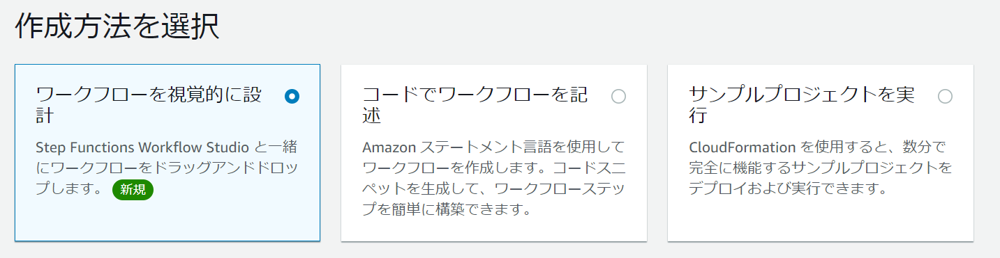 作成方法を選択
ワークフローを視覚的に設
計
Step Functions Workflow Studio と一緒
にワークフローをドラッグアンドドロッ
プします。 新規
コードでワークフローを記
述
Amazon ステートメント言語を使用して
ワークフローを作成します。コードスニ
ペットを生成して、ワークフローステッ
プを簡単に構築できます。
サンプルプロジェクトを実
行
CloudFormation を使用すると、数分で
完全に機能するサンプルプロジェクトを
デプロイおよび実行できます。